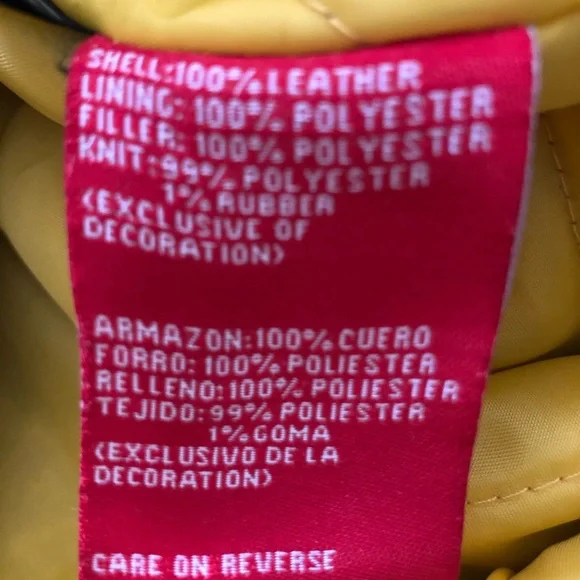 SHELL:100% LEATHER
LINING: 100% POLYESTER
FILLER: 100% POLYESTER
KNIT: 99% POLYESTER
1% RUBBER
(EXCLUSIVE OF
DECORATION)
ARMAZON:100% CUERO
FORRO: 100% POLIESTER
RELLENO:100% POLIESTER
TEJIDO: 99% POLIESTER
1% GOMA
(EXCLUSIVO DE LA
DECORATION)
CARE ON REVERSE